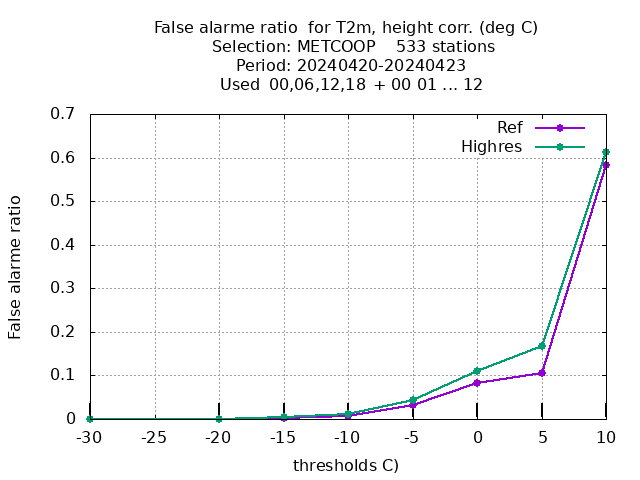 False alarme ratio  for T2m, height corr. (deg C)
Selection: METCOOP    533 stations
Period: 20240420-20240423
Used  00,06,12,18  + 00 01 ... 12
0.7
0.6
0.5
0.4
0.3
0.2
0.1
0
False alarme ratio
Ref
Highres
-30 -25 -20 -15 -10 -5 0 5 10
thresholds C)